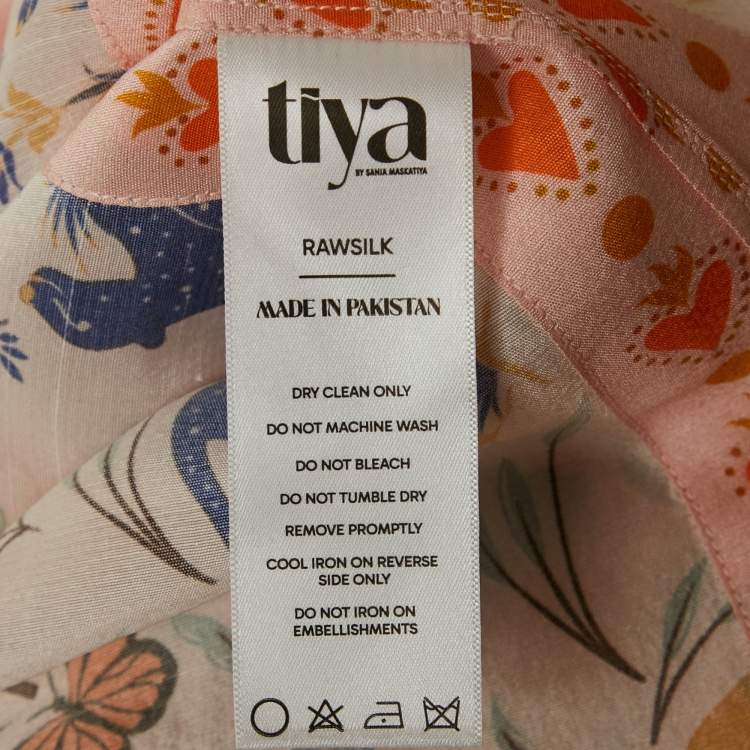 tiya
BY SANIA MASKATIYA
RAWSILK
MADE IN PAKISTAN
DRY CLEAN ONLY
DO NOT MACHINE WASH
DO NOT BLEACH
DO NOT TUMBLE DRY
REMOVE PROMPTLY
COOL IRON ON REVERSE
SIDE ONLY
DO NOT IRON ON
EMBELLISHMENTS